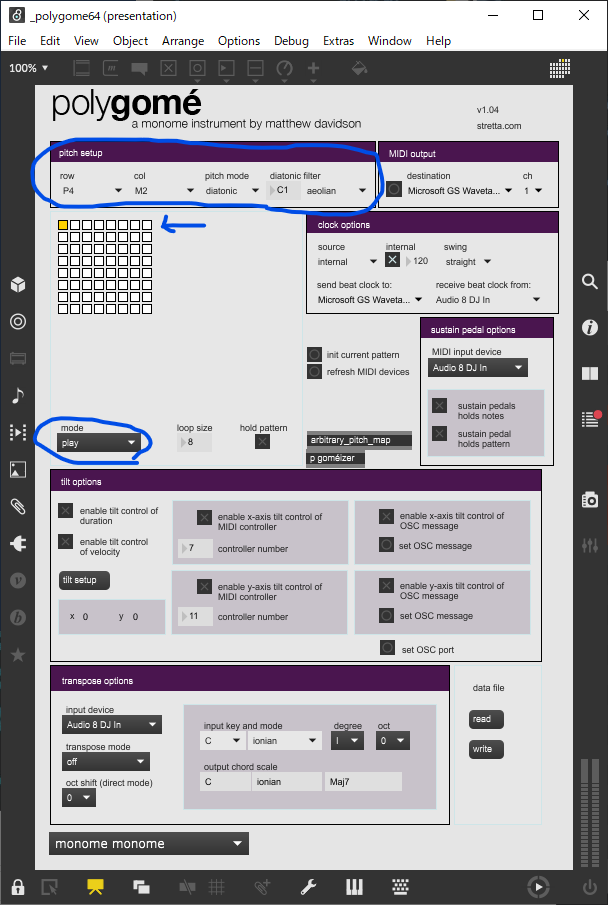 _polygome64 (presentation)
File Edit View Object Arrange Options Debug Extras Window Help
100%
polygomé
a monome instrument by matthew davidson
v1.04
stretta.com
pitch setup
row col pitch mode diatonic filter
P4 M2 diatonic C1 aeolian
MIDI output
destination ch
Microsoft GS Waveta... 1
clock options
source internal swing
internal 120 straight
send beat clock to: receive beat clock from:
Microsoft GS Waveta... Audio 8 DJ In
init current pattern
refresh MIDI devices
sustain pedal options
MIDI input device
Audio 8 DJ In
sustain pedals
holds notes
sustain pedal
holds pattern
mode loop size hold pattern
play 8
arbitrary_pitch_map
p goméizer
tilt options
enable tilt control of
duration
enable tilt control
of velocity
tilt setup
x 0 y 0
enable x-axis tilt control of
MIDI controller
7 controller number
enable x-axis tilt control of
OSC message
set OSC message
enable y-axis tilt control of
MIDI controller
11 controller number
enable y-axis tilt control of
OSC message
set OSC message
set OSC port
transpose options
input device
Audio 8 DJ In
transpose mode
off
oct shift (direct mode)
0
input key and mode degree oct
C ionian I 0
output chord scale
C ionian Maj7
data file
read
write
monome monome